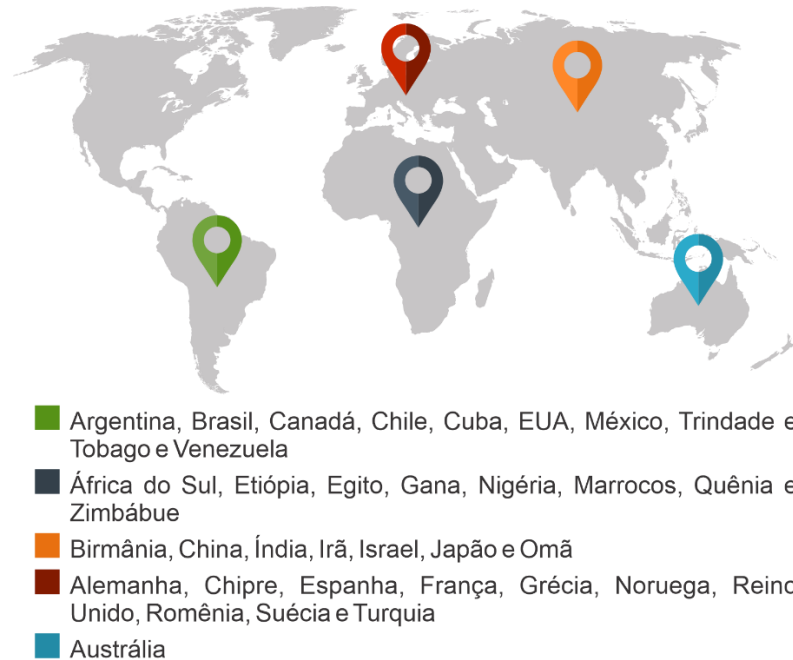 Argentina, Brasil, Canadá, Chile, Cuba, EUA, México, Trindade e
Tobago e Venezuela
África do Sul, Etiópia, Egito, Gana, Nigéria, Marrocos, Quênia e
Zimbábue
Birmânia, China, Índia, Irã, Israel, Japão e Omã
Alemanha, Chipre, Espanha, França, Grécia, Noruega, Reino
Unido, Romênia, Suécia e Turquia
Austrália